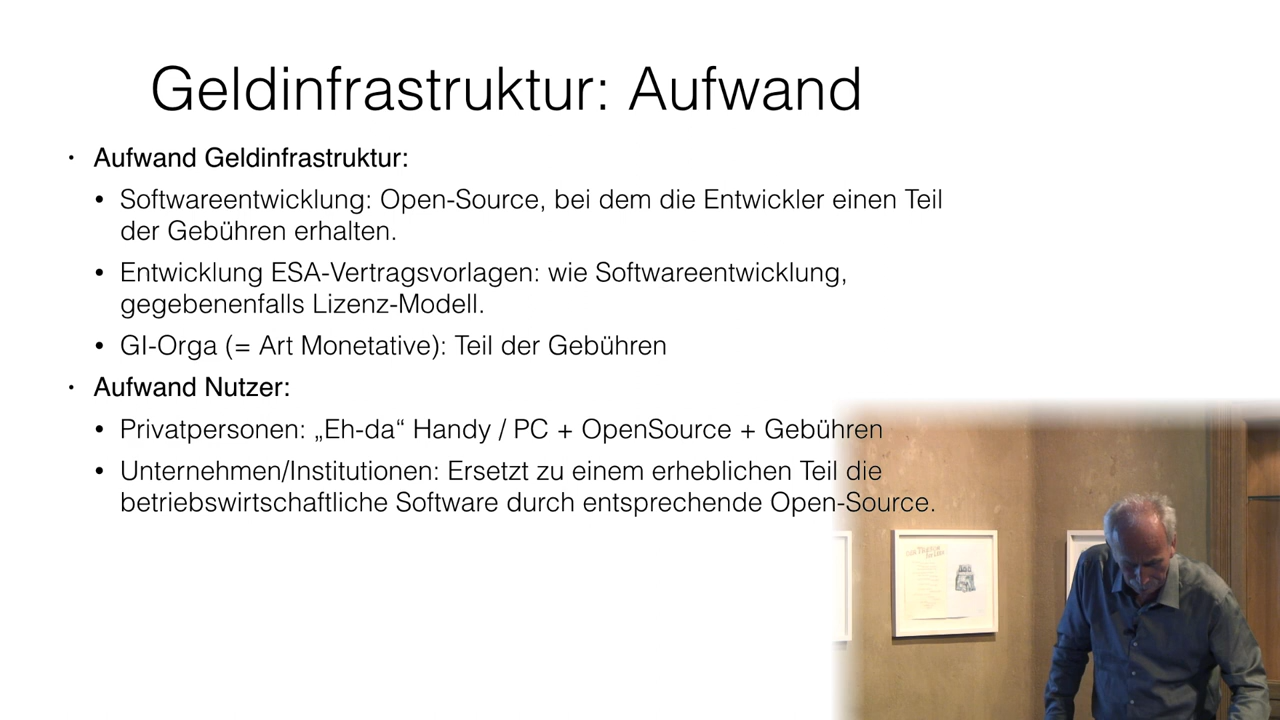 Geldinfrastruktur: Aufwand
• Aufwand Geldinfrastruktur:
• Softwareentwicklung: Open-Source, bei dem die Entwickler einen Teil
der Gebühren erhalten.
• Entwicklung ESA-Vertragsvorlagen: wie Softwareentwicklung,
gegebenenfalls Lizenz-Modell.
• GI-Orga (= Art Monetative): Teil der Gebühren
• Aufwand Nutzer:
• Privatpersonen: „Eh-da“ Handy / PC + OpenSource + Gebühren
• Unternehmen/Institutionen: Ersetzt zu einem erheblichen Teil die
betriebswirtschaftliche Software durch entsprechende Open-Source.